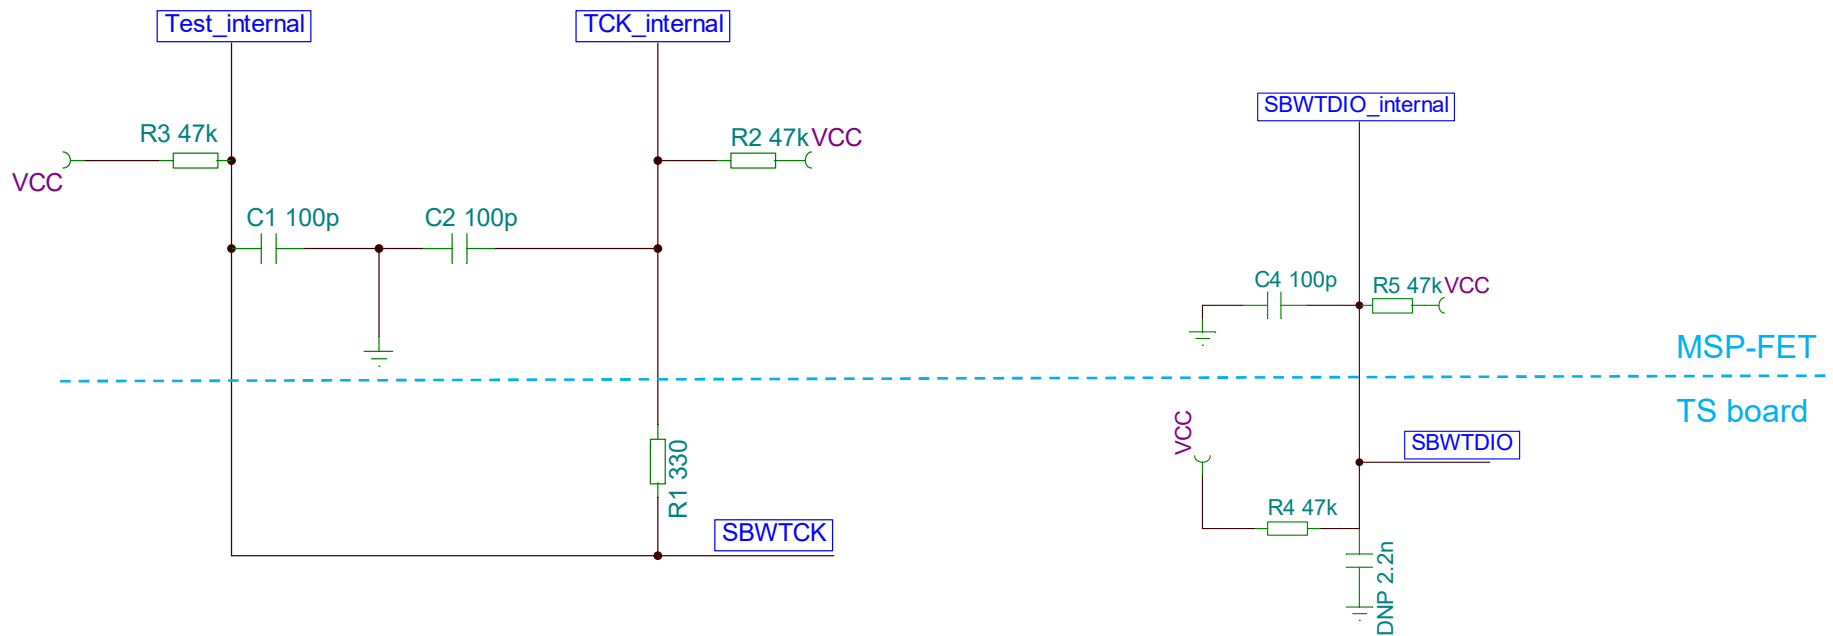 Test_internal
TCK_internal
SBWTDIO_internal
R3 47k
R2 47k
VCC
VCC
C1 100p
C2 100p
C4 100p
R5 47k
VCC
MSP-FET
TS board
VCC
R1 330
SBWTDIO
R4 47k
SBWTCK
DNP 2.2n